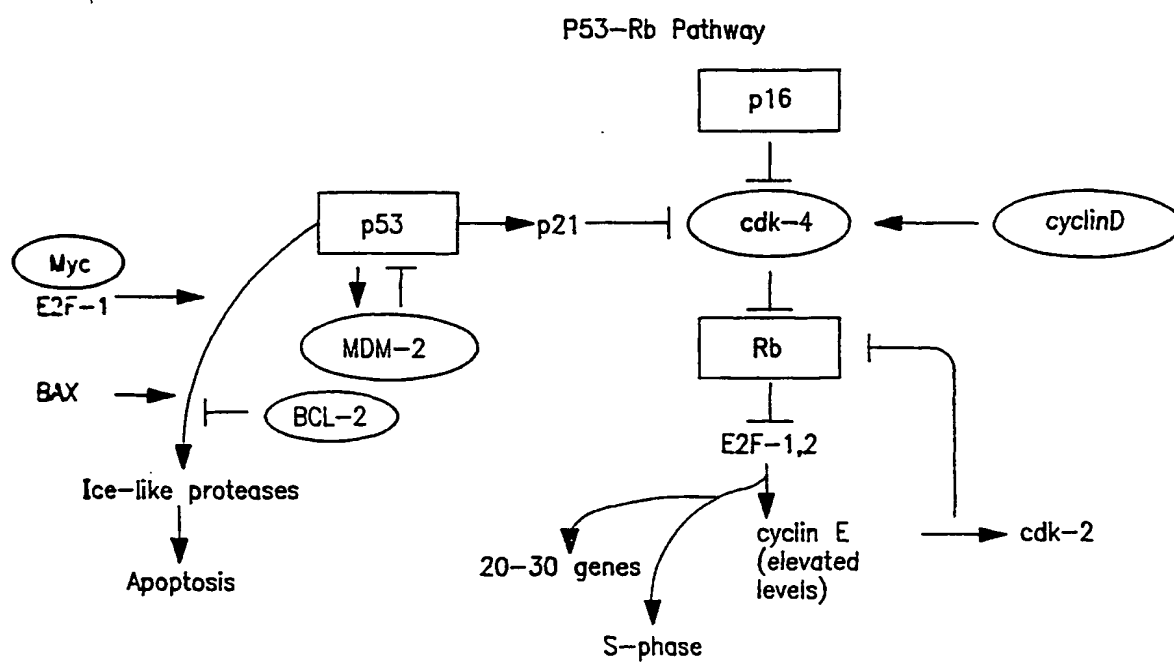 P53-Rb Pathway
p16
p53
p21
cdk-4
cyclinD
Myc
E2F-1
MDM-2
Rb
BAX
BCL-2
E2F-1,2
Ice-like proteases
cyclin E
(elevated
levels)
cdk-2
20-30 genes
Apoptosis
S-phase